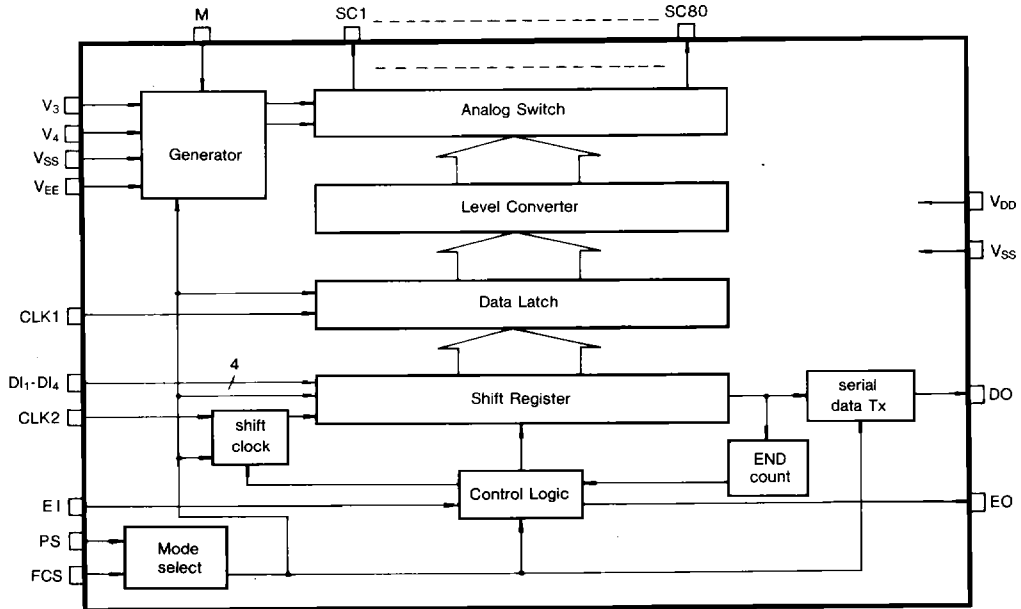 M
SC1
SC80
V3
V4
VSS
VEE
Generator
Analog Switch
Level Converter
VDD
VSS
Data Latch
CLK1
DI1-DI4
4
Shift Register
serial
data Tx
DO
CLK2
shift
clock
END
count
Control Logic
EI
EO
PS
FCS
Mode
select